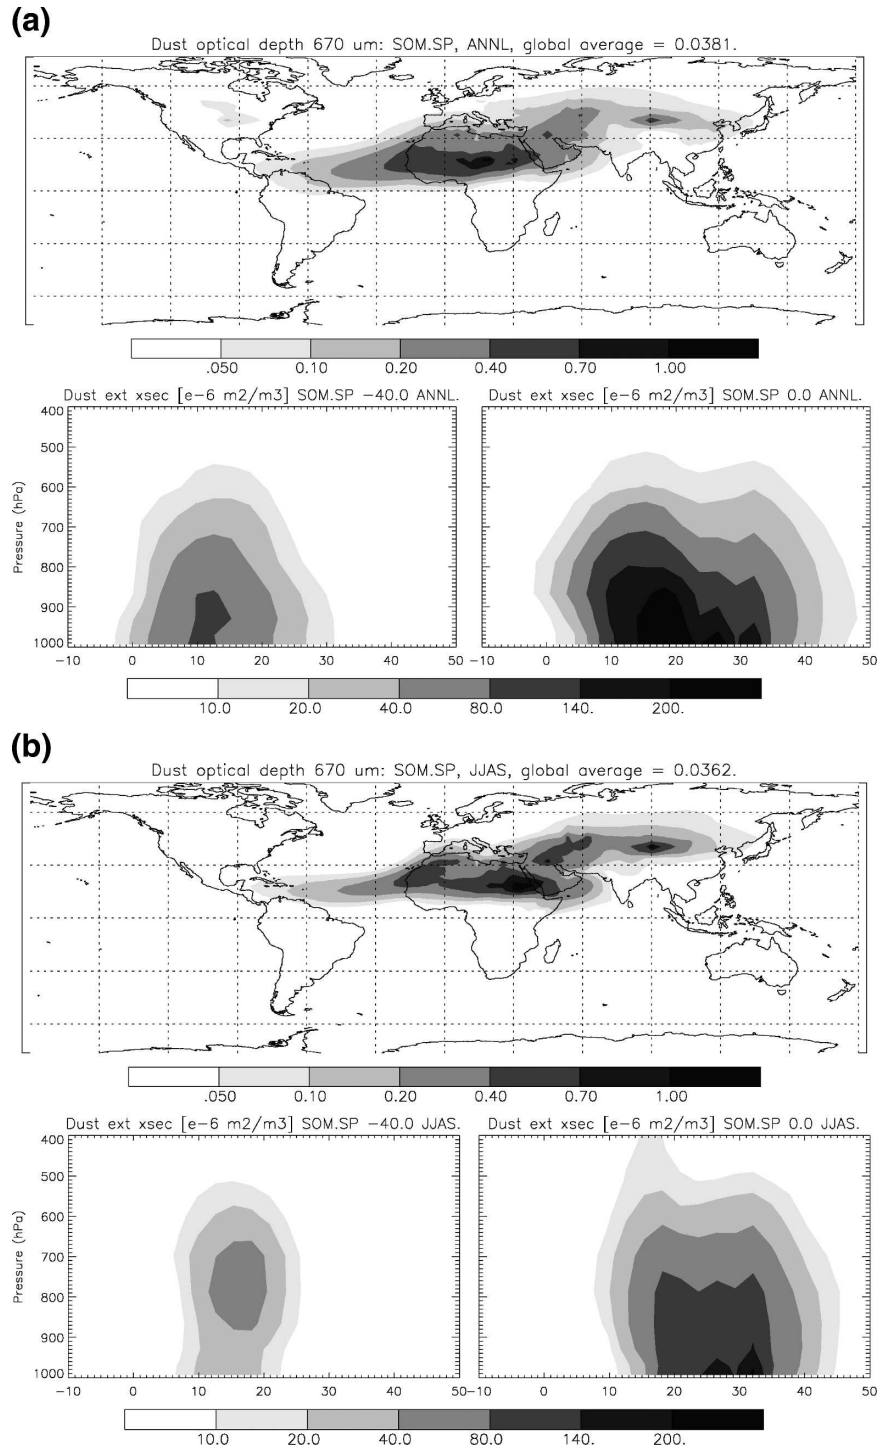 (a)
Dust optical depth 670 um: SOM.SP, ANNL, global average = 0.0381.
.050 0.10 0.20 0.40 0.70 1.00
Dust ext xsec [e-6 m2/m3] SOM.SP -40.0 ANNL. Dust ext xsec [e-6 m2/m3] SOM.SP 0.0 ANNL.
400
500
600
700
800
900
1000
Pressure (hPa)
-10 0 10 20 30 40 50 -10 0 10 20 30 40 50
10.0 20.0 40.0 80.0 140. 200.
(b)
Dust optical depth 670 um: SOM.SP, JJAS, global average = 0.0362.
.050 0.10 0.20 0.40 0.70 1.00
Dust ext xsec [e-6 m2/m3] SOM.SP -40.0 JJAS. Dust ext xsec [e-6 m2/m3] SOM.SP 0.0 JJAS.
400
500
600
700
800
900
1000
Pressure (hPa)
-10 0 10 20 30 40 50 -10 0 10 20 30 40 50
10.0 20.0 40.0 80.0 140. 200.